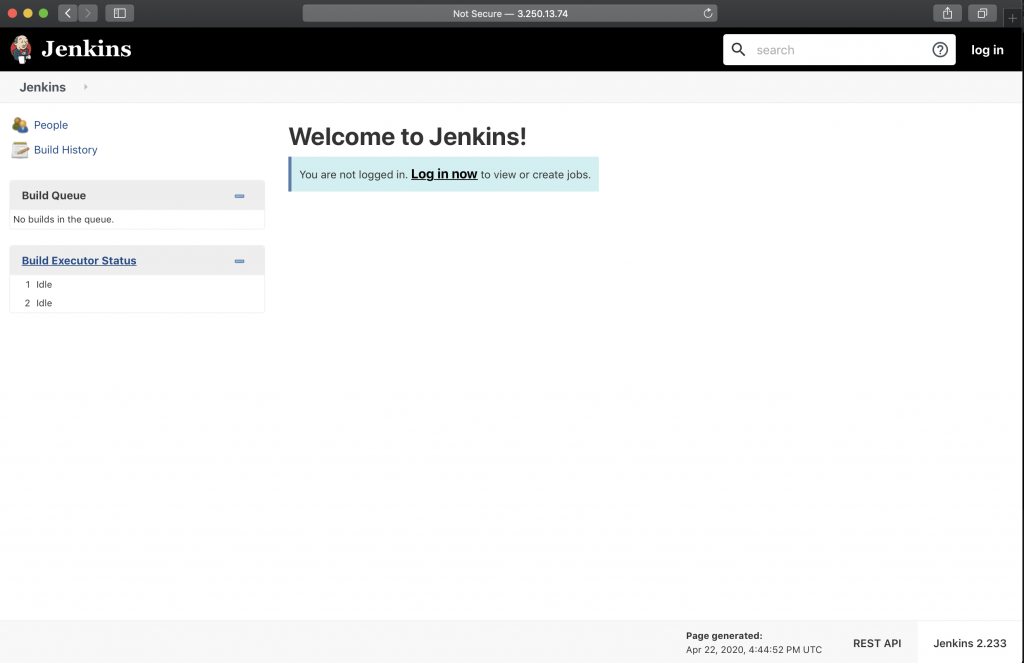 Not Secure — 3.250.13.74
Jenkins
search
log in
Jenkins
People
Build History
Build Queue
No builds in the queue.
Build Executor Status
1 Idle
2 Idle
Welcome to Jenkins!
You are not logged in. Log in now to view or create jobs.
Page generated:
Apr 22, 2020, 4:44:52 PM UTC
REST API
Jenkins 2.233